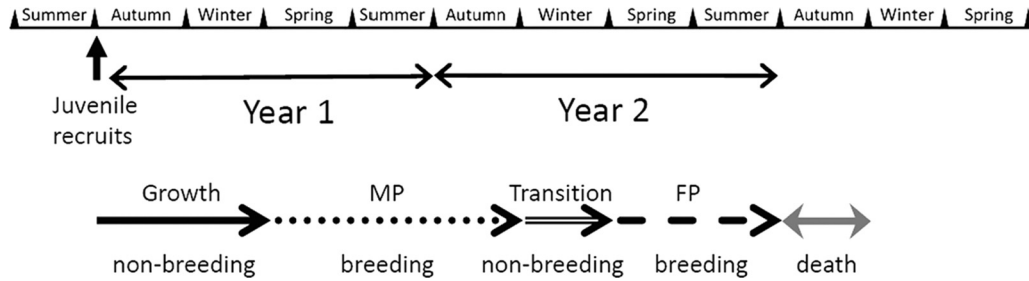 Summer Autumn Winter Spring Summer Autumn Winter Spring Summer Autumn Winter Spring
Juvenile
recruits
Year 1 Year 2
Growth MP Transition FP
non-breeding breeding non-breeding breeding death